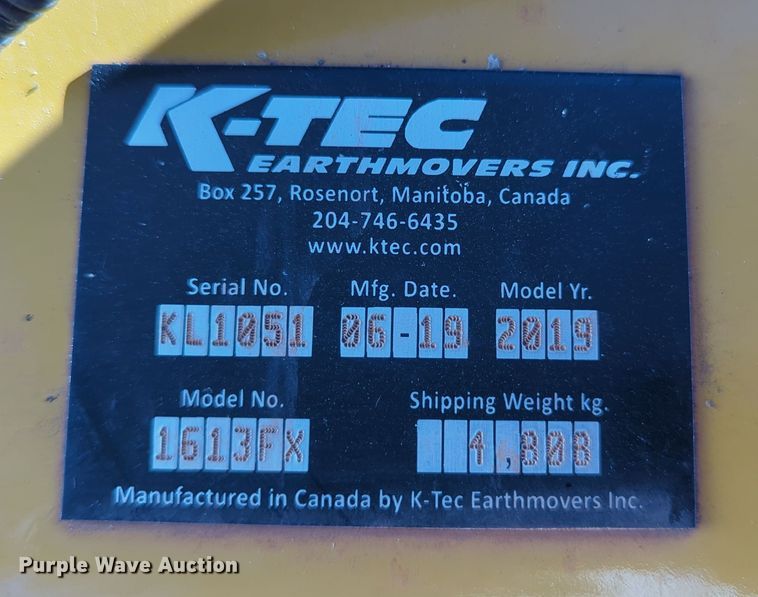 K-TEC
EARTHMOVERS INC.
Box 257, Rosenort, Manitoba, Canada
204-746-6435
www.ktec.com
Serial No. Mfg. Date. Model Yr.
KL1051 06-19 2019
Model No. Shipping Weight kg.
1613FX 4,808
Manufactured in Canada by K-Tec Earthmovers Inc.
Purple Wave Auction